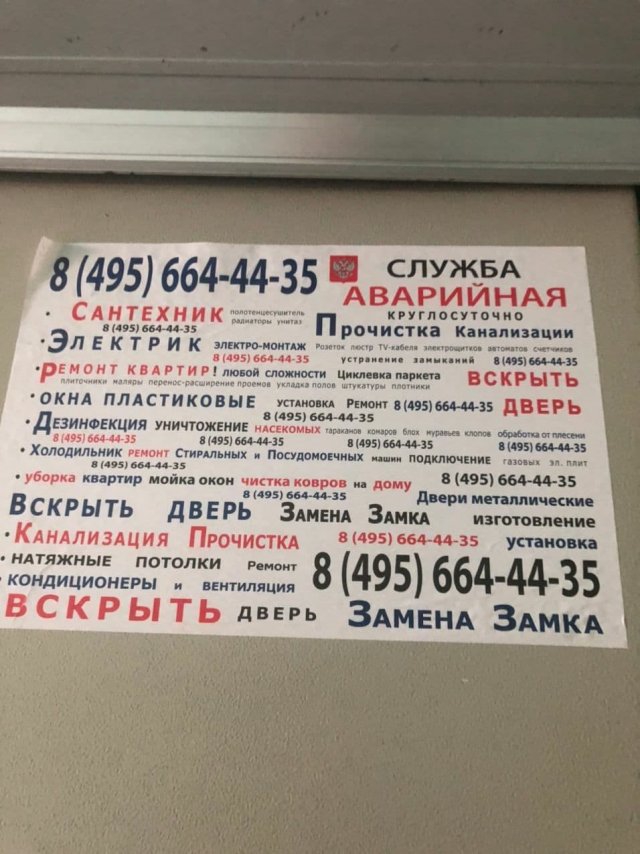 8 (495) 664-44-35 СЛУЖБА
АВАРИЙНАЯ
КРУГЛОСУТОЧНО
· САНТЕХНИК полотенцесушитель радиаторы унитаз
8 (495) 664-44-35
Прочистка Канализации
· ЭЛЕКТРИК ЭЛЕКТРО-МОНТАЖ Розеток люстр TV-кабеля электрощитков автоматов счетчиков
8 (495) 664-44-35 устранение замыканий 8 (495) 664-44-35
· РЕМОНТ КВАРТИР! ЛЮБОЙ СЛОЖНОСТИ Циклевка паркета ВСКРЫТЬ
плиточники маляры перенос-расширение проемов укладка полов штукатуры плотники
· ОКНА ПЛАСТИКОВЫЕ УСТАНОВКА Ремонт 8 (495) 664-44-35 ДВЕРЬ
8 (495) 664-44-35
· ДЕЗИНФЕКЦИЯ УНИЧТОЖЕНИЕ НАСЕКОМЫХ тараканов комаров блох муравьев клопов обработка от плесени
8 (495) 664-44-35 8 (495) 664-44-35 8 (495) 664-44-35 8 (495) 664-44-35
· Холодильник РЕМОНТ Стиральных и Посудомоечных машин ПОДКЛЮЧЕНИЕ газовых эл. плит
8 (495) 664-44-35
· уборка квартир мойка окон чистка ковров на дому 8 (495) 664-44-35
8 (495) 664-44-35 Двери металлические
ВСКРЫТЬ ДВЕРЬ ЗАМЕНА ЗАМКА изготовление
· КАНАЛИЗАЦИЯ ПРОЧИСТКА 8 (495) 664-44-35 установка
· НАТЯЖНЫЕ ПОТОЛКИ Ремонт 8 (495) 664-44-35
· КОНДИЦИОНЕРЫ и ВЕНТИЛЯЦИЯ
ВСКРЫТЬ ДВЕРЬ ЗАМЕНА ЗАМКА